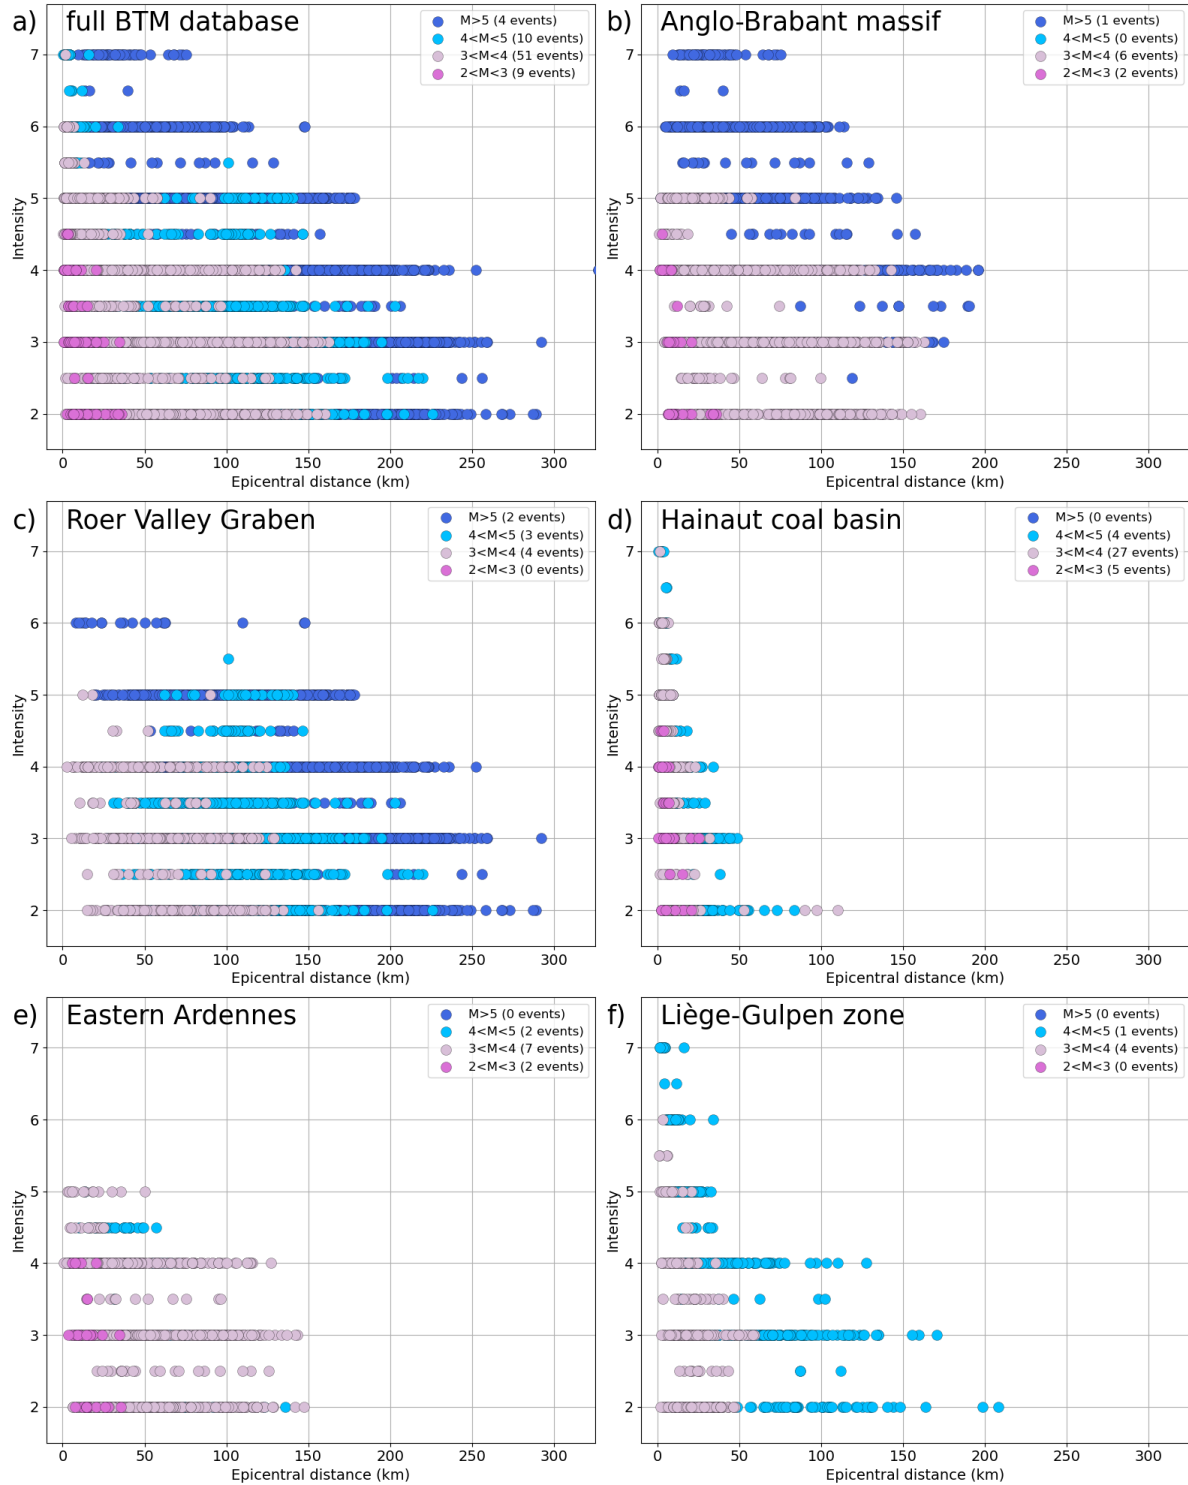 a) full BTM database
M>5 (4 events)
4<M<5 (10 events)
3<M<4 (51 events)
2<M<3 (9 events)
7
6
5
4
3
2
Intensity
0 50 100 150 200 250 300
Epicentral distance (km)
b) Anglo-Brabant massif
M>5 (1 events)
4<M<5 (0 events)
3<M<4 (6 events)
2<M<3 (2 events)
7
6
5
4
3
2
Intensity
0 50 100 150 200 250 300
Epicentral distance (km)
c) Roer Valley Graben
M>5 (2 events)
4<M<5 (3 events)
3<M<4 (4 events)
2<M<3 (0 events)
7
6
5
4
3
2
Intensity
0 50 100 150 200 250 300
Epicentral distance (km)
d) Hainaut coal basin
M>5 (0 events)
4<M<5 (4 events)
3<M<4 (27 events)
2<M<3 (5 events)
7
6
5
4
3
2
Intensity
0 50 100 150 200 250 300
Epicentral distance (km)
e) Eastern Ardennes
M>5 (0 events)
4<M<5 (2 events)
3<M<4 (7 events)
2<M<3 (2 events)
7
6
5
4
3
2
Intensity
0 50 100 150 200 250 300
Epicentral distance (km)
f) Liège-Gulpen zone
M>5 (0 events)
4<M<5 (1 events)
3<M<4 (4 events)
2<M<3 (0 events)
7
6
5
4
3
2
Intensity
0 50 100 150 200 250 300
Epicentral distance (km)